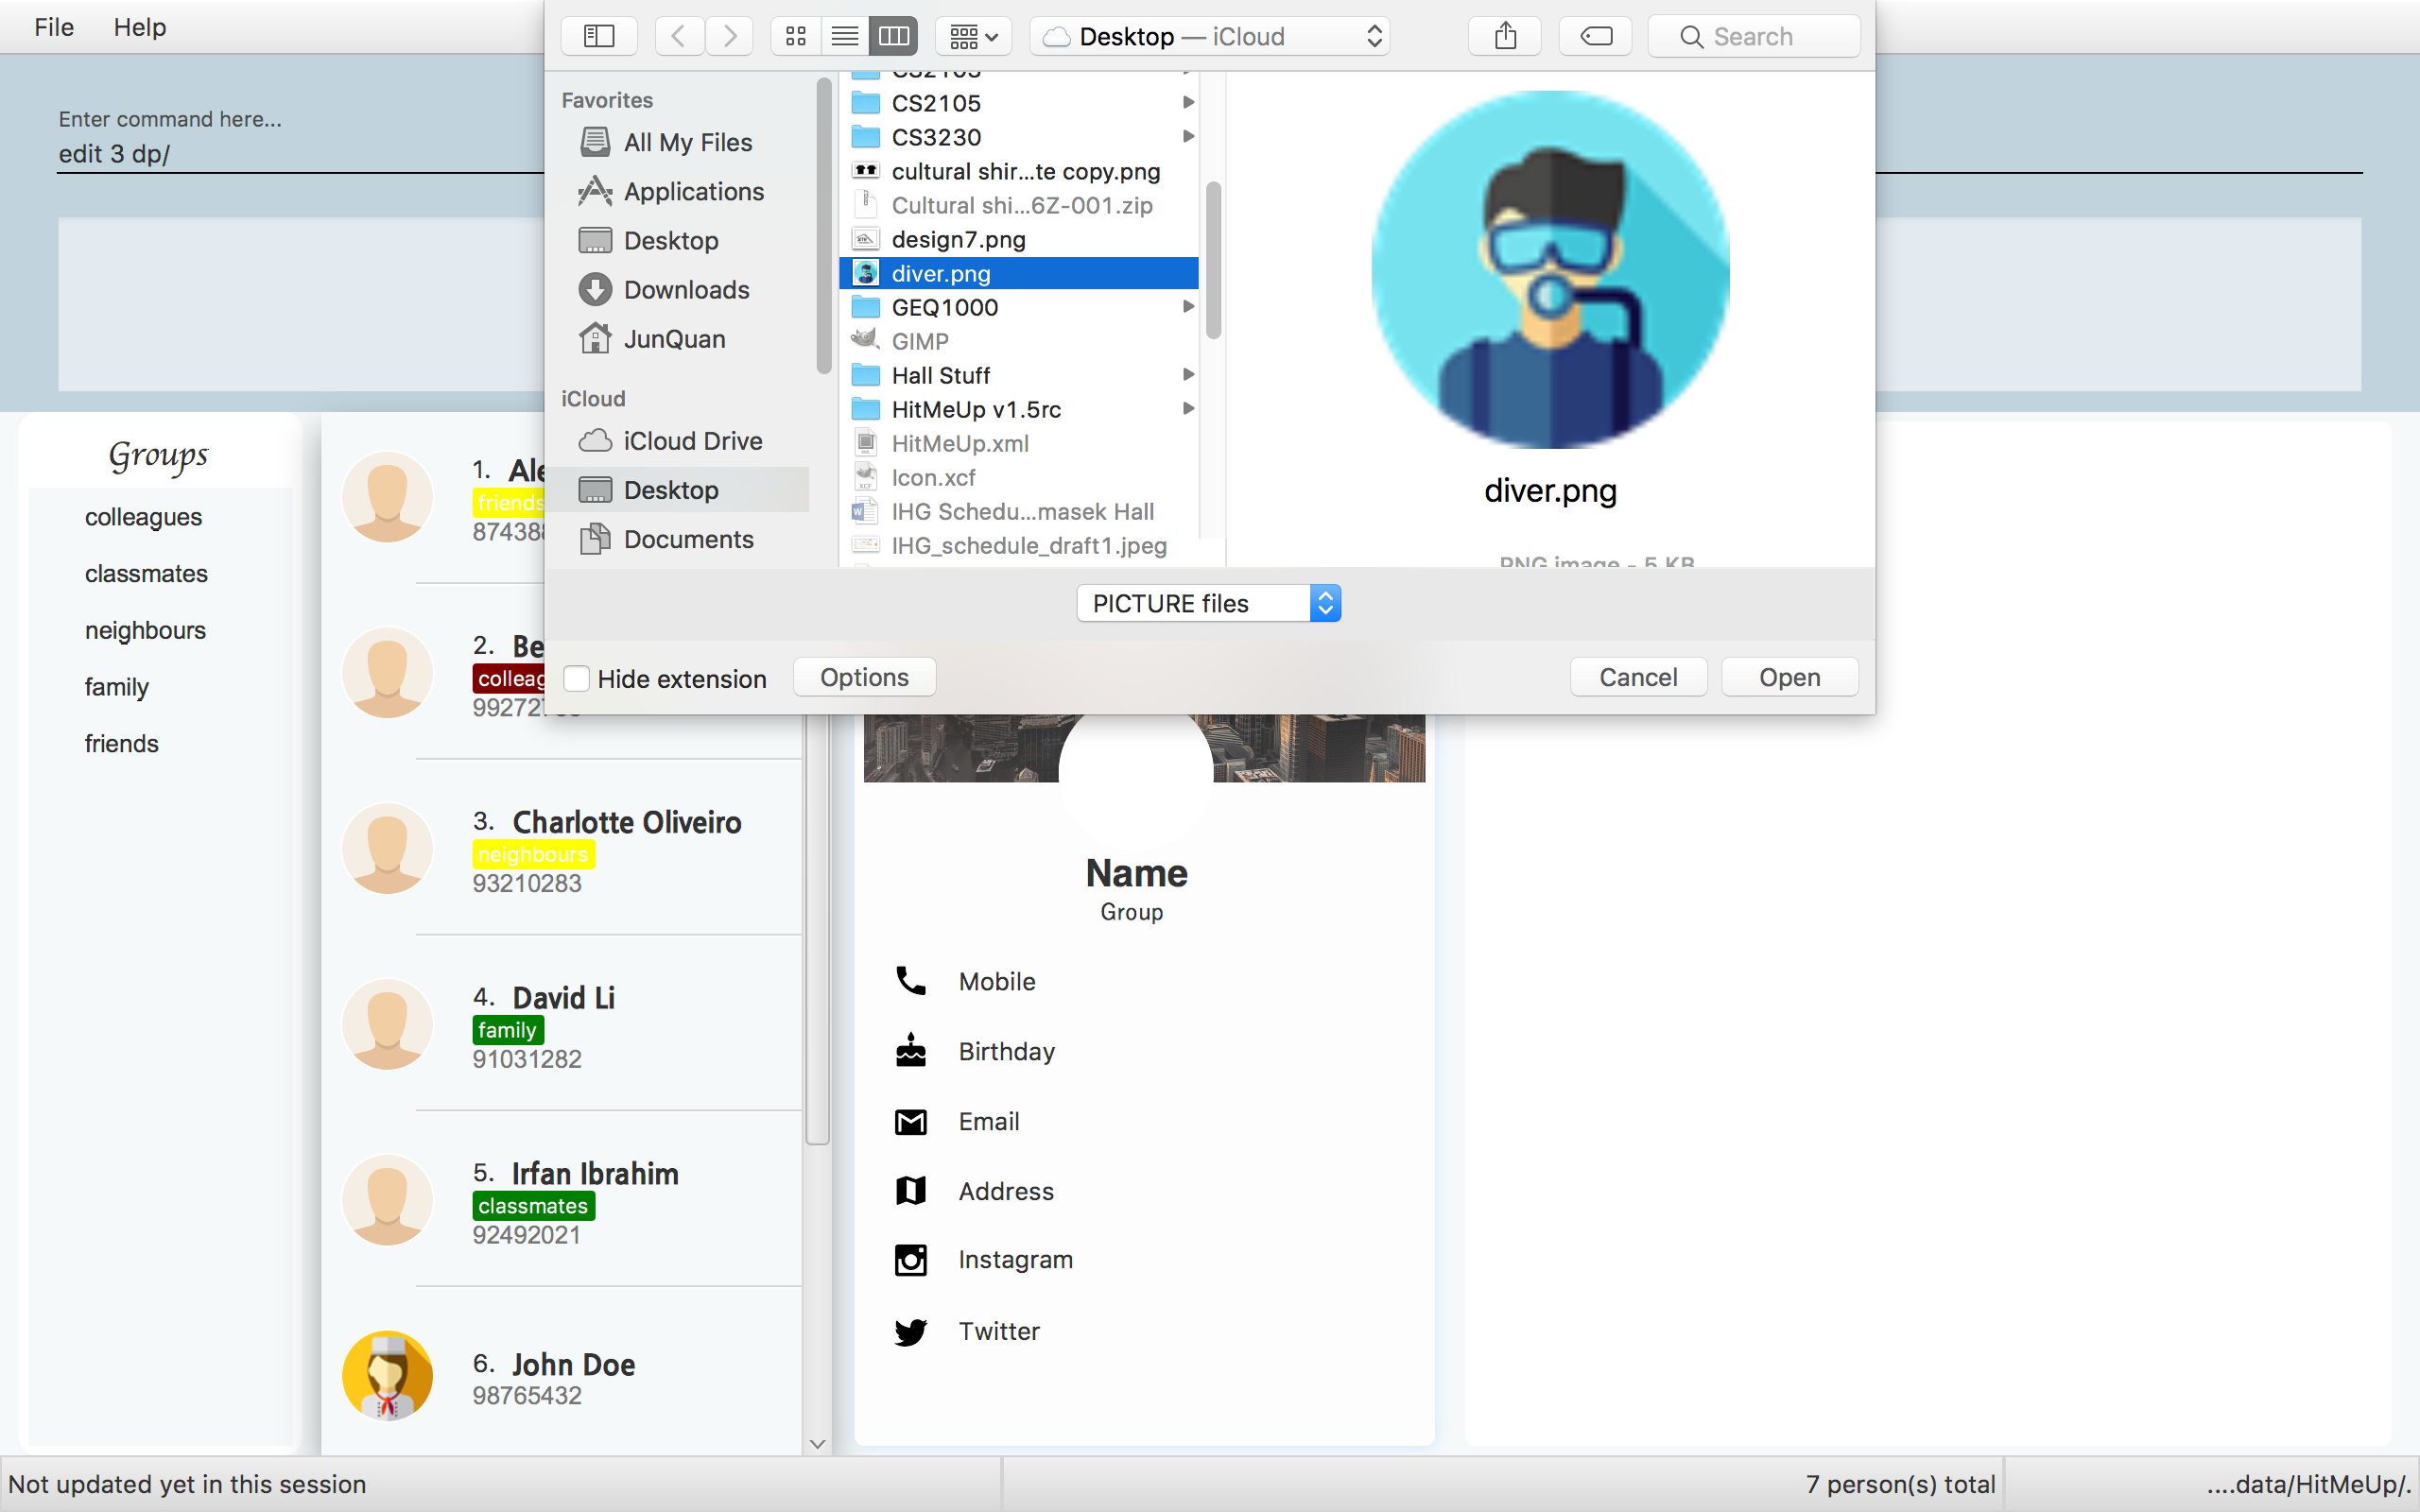 File Help
Desktop — iCloud
Search
Enter command here...
edit 3 dp/
Favorites
All My Files
Applications
Desktop
Downloads
JunQuan
iCloud
iCloud Drive
Desktop
Documents
CS2105
CS3230
cultural shir...te copy.png
Cultural shi...6Z-001.zip
design7.png
diver.png
GEQ1000
GIMP
Hall Stuff
HitMeUp v1.5rc
HitMeUp.xml
Icon.xcf
IHG Schedu...masek Hall
IHG_schedule_draft1.jpeg
diver.png
PNG image - 5 KB
PICTURE files
Hide extension
Options
Cancel
Open
Groups
colleagues
classmates
neighbours
family
friends
1. Ale
friends
87438
2. Be
colleag
99272
3. Charlotte Oliveiro
neighbours
93210283
4. David Li
family
91031282
5. Irfan Ibrahim
classmates
92492021
6. John Doe
98765432
Name
Group
Mobile
Birthday
Email
Address
Instagram
Twitter
Not updated yet in this session
7 person(s) total
....data/HitMeUp/.